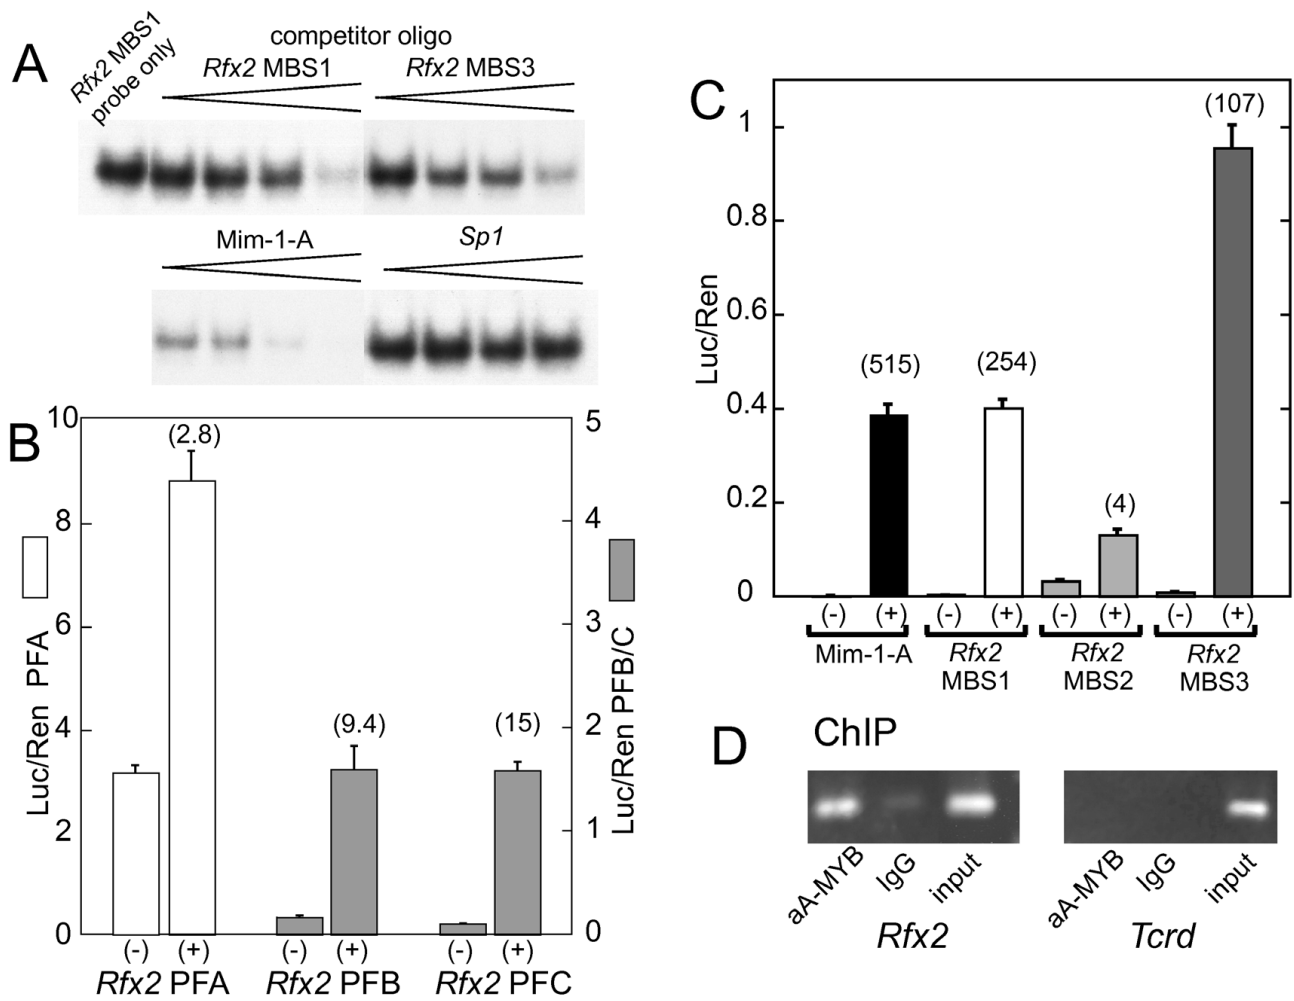 A
Rfx2 MBS1
probe only
competitor oligo
Rfx2 MBS1
Rfx2 MBS3
Mim-1-A
Sp1
B
10
8
6
4
2
0
Luc/Ren PFA
5
4
3
2
1
0
Luc/Ren PFB/C
(2.8)
(9.4)
(15)
(-) (+)
(-) (+)
(-) (+)
Rfx2 PFA
Rfx2 PFB
Rfx2 PFC
C
1
0.8
0.6
0.4
0.2
0
Luc/Ren
(515)
(254)
(4)
(107)
(-) (+)
(-) (+)
(-) (+)
(-) (+)
Mim-1-A
Rfx2
MBS1
Rfx2
MBS2
Rfx2
MBS3
D
ChIP
aA-MYB
IgG
input
Rfx2
aA-MYB
IgG
input
Tcrd